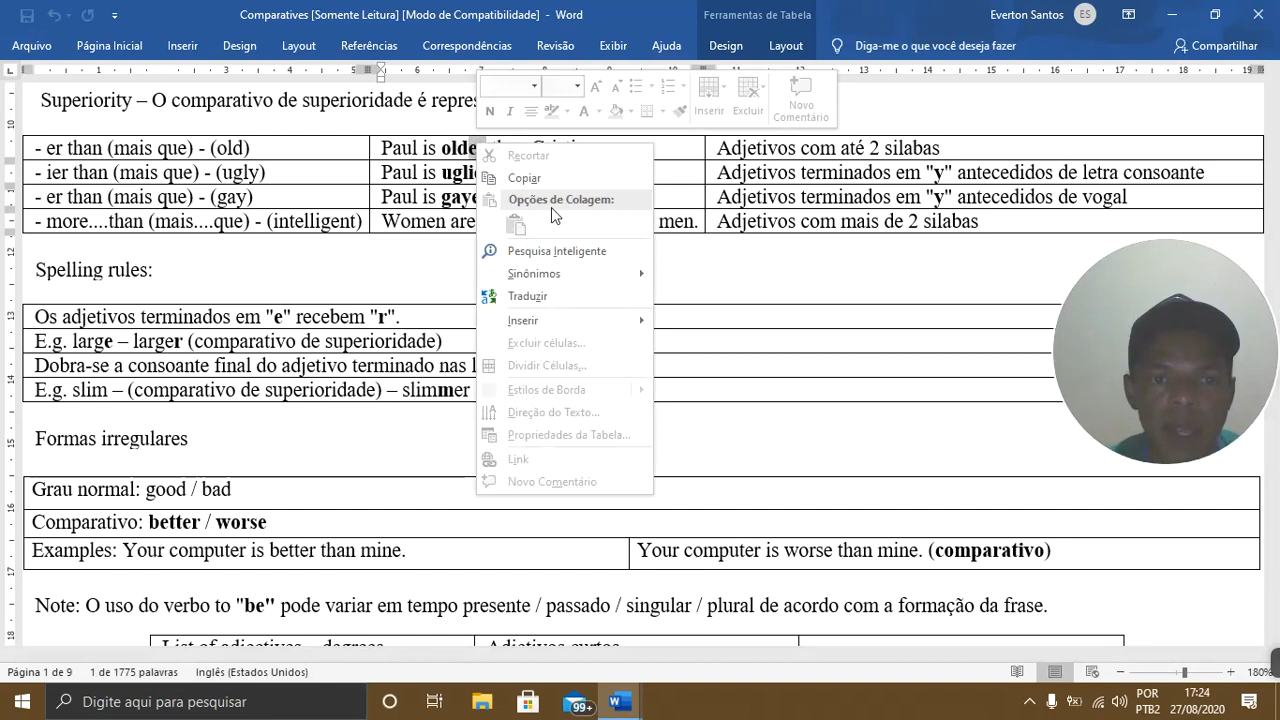 Comparatives [Somente Leitura] [Modo de Compatibilidade] - Word
Ferramentas de Tabela
Everton Santos
ES
Arquivo Página Inicial Inserir Design Layout Referências Correspondências Revisão Exibir Ajuda Design Layout Diga-me o que você deseja fazer Compartilhar
Superiority – O comparativo de superioridade é
N I
Inserir Excluir Novo Comentário
- er than (mais que) - (old) Paul is Adjetivos com até 2 silabas
- ier than (mais que) - (ugly) Paul is Adjetivos terminados em "y" antecedidos de letra consoante
- er than (mais que) - (gay) Paul is Adjetivos terminados em "y" antecedidos de vogal
- more....than (mais....que) - (intelligent) Women are men. Adjetivos com mais de 2 silabas
Recortar
Copiar
Opções de Colagem:
Pesquisa Inteligente
Sinônimos
Traduzir
Inserir
Excluir células...
Dividir Células...
Estilos de Borda
Direção do Texto...
Propriedades da Tabela...
Link
Novo Comentário
Spelling rules:
Os adjetivos terminados em "e" recebem "r".
E.g. large – larger (comparativo de superioridade)
Dobra-se a consoante final do adjetivo terminado nas
E.g. slim – (comparativo de superioridade) – slimmer
Formas irregulares
Grau normal: good / bad
Comparativo: better / worse
Examples: Your computer is better than mine. Your computer is worse than mine. (comparativo)
Note: O uso do verbo to "be" pode variar em tempo presente / passado / singular / plural de acordo com a formação da frase.
List of adjectives – degrees Adjetivos curtos
Página 1 de 9 1 de 1775 palavras Inglês (Estados Unidos) 180%
Digite aqui para pesquisar
99+
POR
PTB2
17:24
27/08/2020